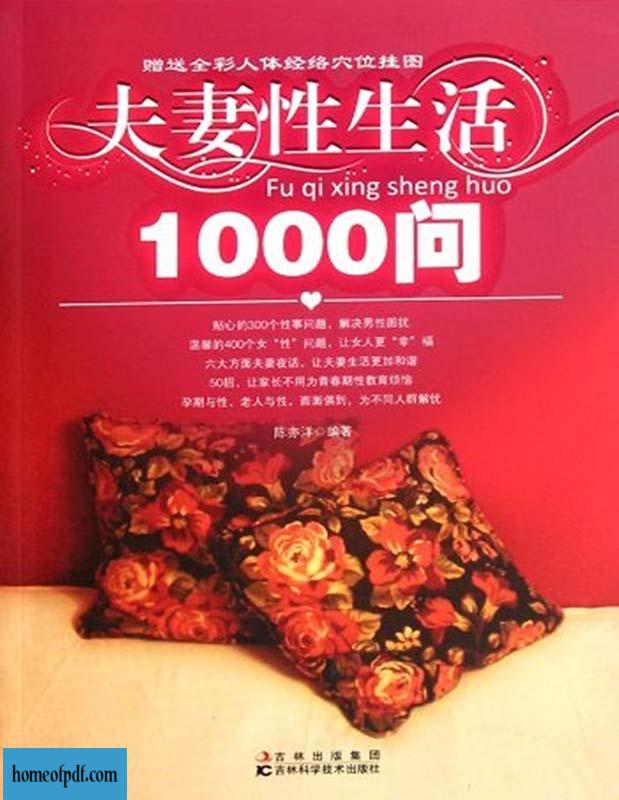 赠送全彩人体经络穴位挂图
夫妻性生活
Fu qi xing sheng huo
1000问
贴心的300个性事问题，解决男性困扰
温馨的400个女“性”问题，让女人更“幸”福
六大方面夫妻夜话，让夫妻生活更加和谐
50招，让家长不用为青春期性教育烦恼
孕期与性，老人与性，面面俱到，为不同人群解忧
陈亦洋◎编著
吉林出版集团
吉林科学技术出版社
homeofpdf.com